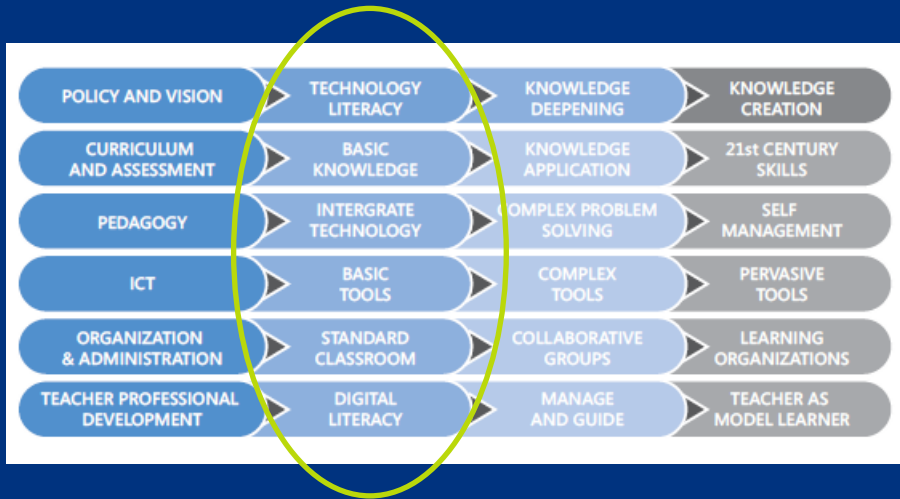 POLICY AND VISION
TECHNOLOGY
LITERACY
KNOWLEDGE
DEEPENING
KNOWLEDGE
CREATION
CURRICULUM
AND ASSESSMENT
BASIC
KNOWLEDGE
KNOWLEDGE
APPLICATION
21st CENTURY
SKILLS
PEDAGOGY
INTERGRATE
TECHNOLOGY
COMPLEX PROBLEM
SOLVING
SELF
MANAGEMENT
ICT
BASIC
TOOLS
COMPLEX
TOOLS
PERVASIVE
TOOLS
ORGANIZATION
& ADMINISTRATION
STANDARD
CLASSROOM
COLLABORATIVE
GROUPS
LEARNING
ORGANIZATIONS
TEACHER PROFESSIONAL
DEVELOPMENT
DIGITAL
LITERACY
MANAGE
AND GUIDE
TEACHER AS
MODEL LEARNER